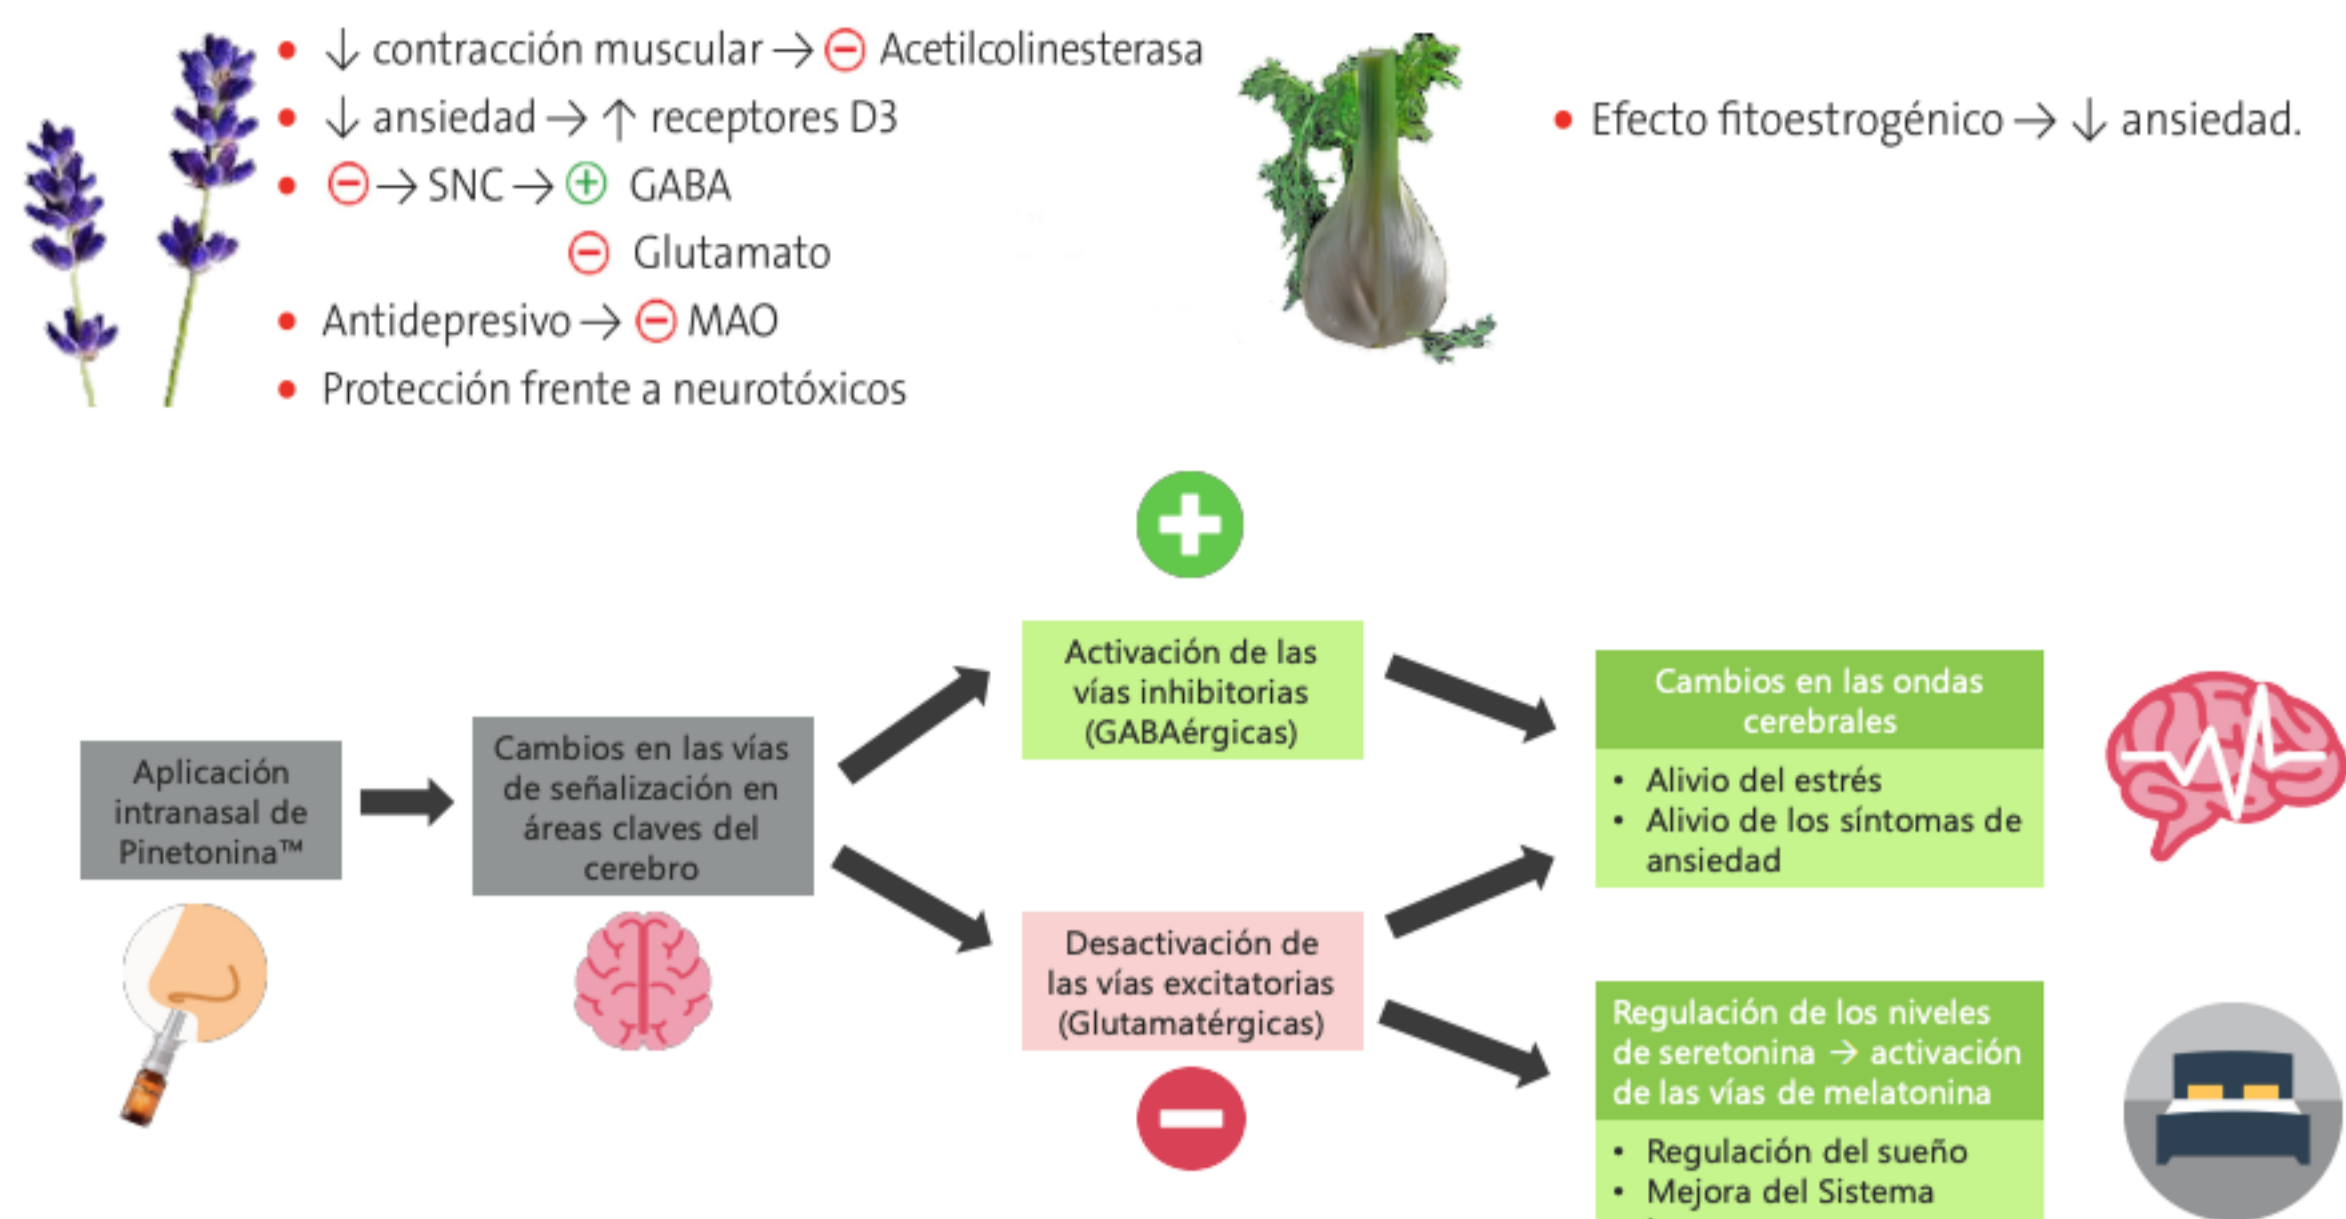 • ↓ contracción muscular → ⊖ Acetilcolinesterasa
• ↓ ansiedad → ↑ receptores D3
• ⊖ → SNC → ⊕ GABA
⊖ Glutamato
• Antidepresivo → ⊖ MAO
• Protección frente a neurotóxicos
• Efecto fitoestrogénico → ↓ ansiedad.
Aplicación
intranasal de
Pinetonina™
Cambios en las vías
de señalización en
áreas claves del
cerebro
Activación de las
vías inhibitorias
(GABAérgicas)
Desactivación de
las vías excitatorias
(Glutamatérgicas)
Cambios en las ondas
cerebrales
• Alivio del estrés
• Alivio de los síntomas de
ansiedad
Regulación de los niveles
de seretonina → activación
de las vías de melatonina
• Regulación del sueño
• Mejora del Sistema